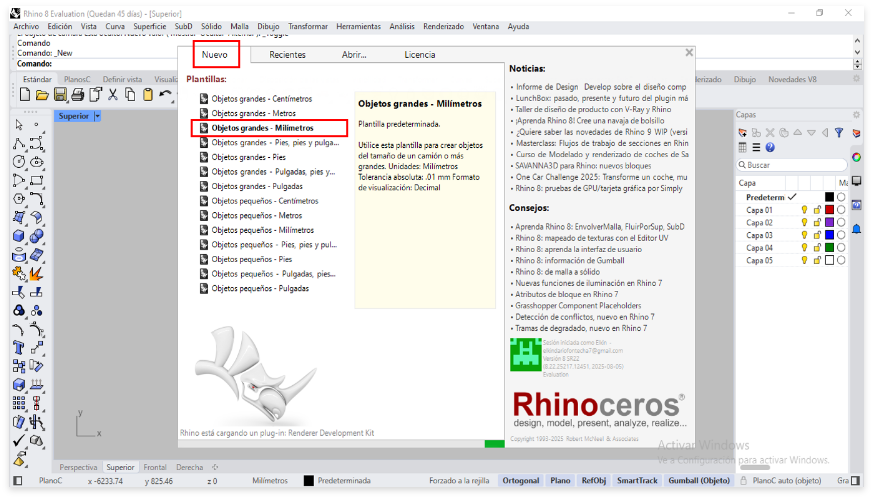 Rhino 8 Evaluation (Quedan 45 días) - [Superior]
Archivo Edición Vista Curva Superficie SubD Sólido Malla Dibujo Transformar Herramientas Análisis Renderizado Ventana Ayuda
Comando
Comando: _New
Comando:
Estándar PlanosC Definir vista Dibujo Novedades V8
Nuevo Recientes Abrir... Licencia
Plantillas:
Objetos grandes - Centímetros
Objetos grandes - Metros
Objetos grandes - Milímetros
Objetos grandes - Pies, pies y pulga...
Objetos grandes - Pies
Objetos grandes - Pulgadas, pies y...
Objetos grandes - Pulgadas
Objetos pequeños - Centímetros
Objetos pequeños - Metros
Objetos pequeños - Milímetros
Objetos pequeños - Pies, pies y pul...
Objetos pequeños - Pies
Objetos pequeños - Pulgadas, pies...
Objetos pequeños - Pulgadas
Objetos grandes - Milímetros
Plantilla predeterminada.
Utilice esta plantilla para crear objetos
del tamaño de un camión o más
grandes. Unidades: Milímetros
Tolerancia absoluta: .01 mm Formato
de visualización: Decimal
Noticias:
• Informe de Design Develop sobre el diseño comp
• LunchBox: pasado, presente y futuro del plugin má
• Taller de diseño de producto con V-Ray y Rhino
• ¡Aprenda Rhino 8! Cree una navaja de bolsillo
• ¿Quiere saber las novedades de Rhino 9 WIP (versi
• Masterclass: Flujos de trabajo de secciones en Rhin
• Curso de Modelado y renderizado de coches de Sa
• SAVANNA3D para Rhino: nuevos bloques
• One Car Challenge 2025: Transforme un coche, mu
• Rhino 8: pruebas de GPU/tarjeta gráfica por Simply
Consejos:
• Aprenda Rhino 8: EnvolverMalla, FluirPorSup, SubD
• Rhino 8: mapeado de texturas con el Editor UV
• Rhino 8: aprenda la interfaz de usuario
• Rhino 8: información de Gumball
• Rhino 8: de malla a sólido
• Nuevas funciones de iluminación en Rhino 7
• Atributos de bloque en Rhino 7
• Grasshopper Component Placeholders
• Detección de conflictos, nuevo en Rhino 7
• Tramas de degradado, nuevo en Rhino 7
Versión 8 SR22
(8.22.25217.12451, 2025-08-05)
Evaluation
Rhinoceros®
design, model, present, analyze, realize...
Copyright 1993-2025 Robert McNeel & Associates
Rhino está cargando un plug-in: Renderer Development Kit
Superior
y
x
Capas
Buscar
Capa
Predeterm
Capa 01
Capa 02
Capa 03
Capa 04
Capa 05
Activar Windows
Ve a Configuración para activar Windows.
Perspectiva Superior Frontal Derecha
PlanoC x -6233.74 y 825.46 z 0 Milímetros Predeterminada Forzado a la rejilla Ortogonal Plano RefObj SmartTrack Gumball (Objeto) PlanoC auto (objeto) Gra